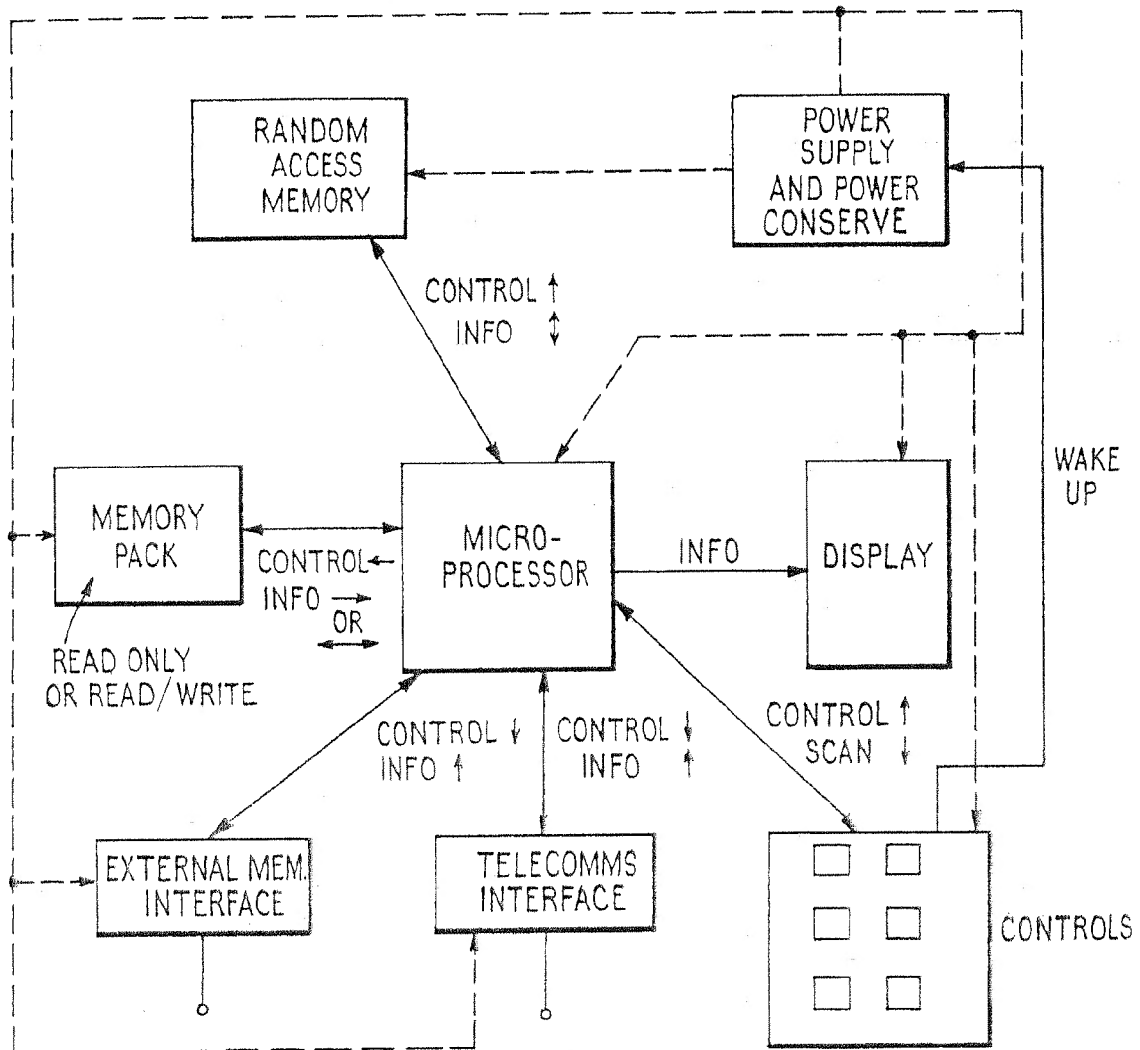 RANDOM
ACCESS
MEMORY
POWER
SUPPLY
AND POWER
CONSERVE
CONTROL ↑
INFO ↕
WAKE
UP
MEMORY
PACK
CONTROL ←
INFO →
OR
↔
READ ONLY
OR READ/WRITE
MICRO-
PROCESSOR
INFO
DISPLAY
CONTROL ↓
INFO ↑
CONTROL ↓
INFO ↑
CONTROL ↑
SCAN ↓
EXTERNAL MEM.
INTERFACE
TELECOMMS
INTERFACE
CONTROLS